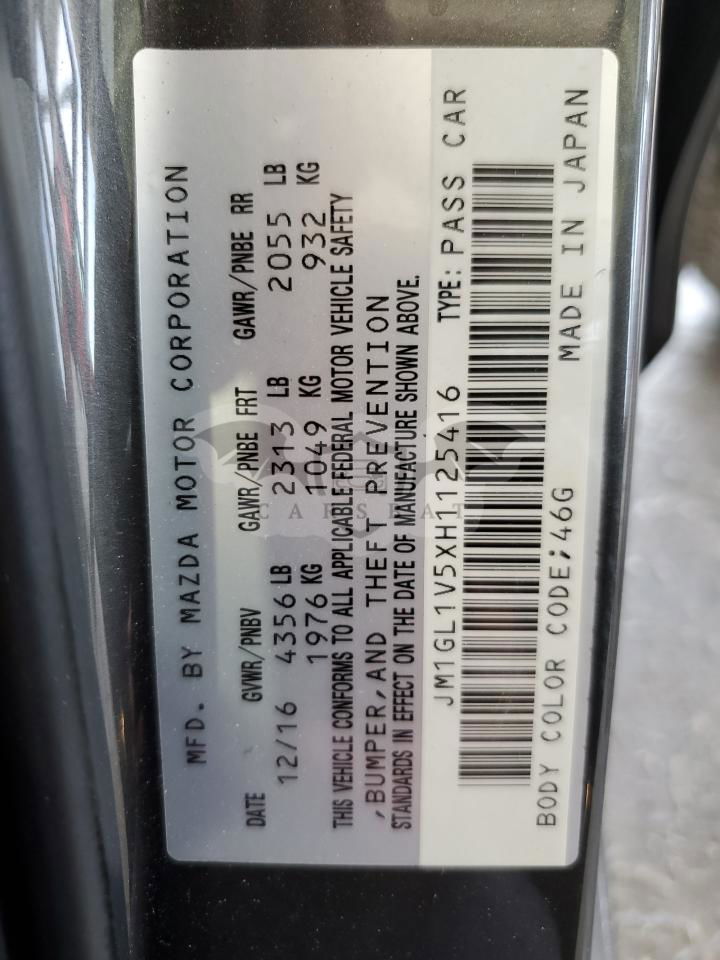 MFD. BY MAZDA MOTOR CORPORATION
DATE GVWR/PNBV GAWR/PNBE FRT GAWR/PNBE RR
12/16 4356 LB 2313 LB 2055 LB
1976 KG 1049 KG 932 KG
THIS VEHICLE CONFORMS TO ALL APPLICABLE FEDERAL MOTOR VEHICLE SAFETY
,BUMPER,AND THEFT PREVENTION
STANDARDS IN EFFECT ON THE DATE OF MANUFACTURE SHOWN ABOVE.
JM1GL1V5XH1125416 TYPE: PASS CAR
BODY COLOR CODE:46G MADE IN JAPAN
CARSBAT